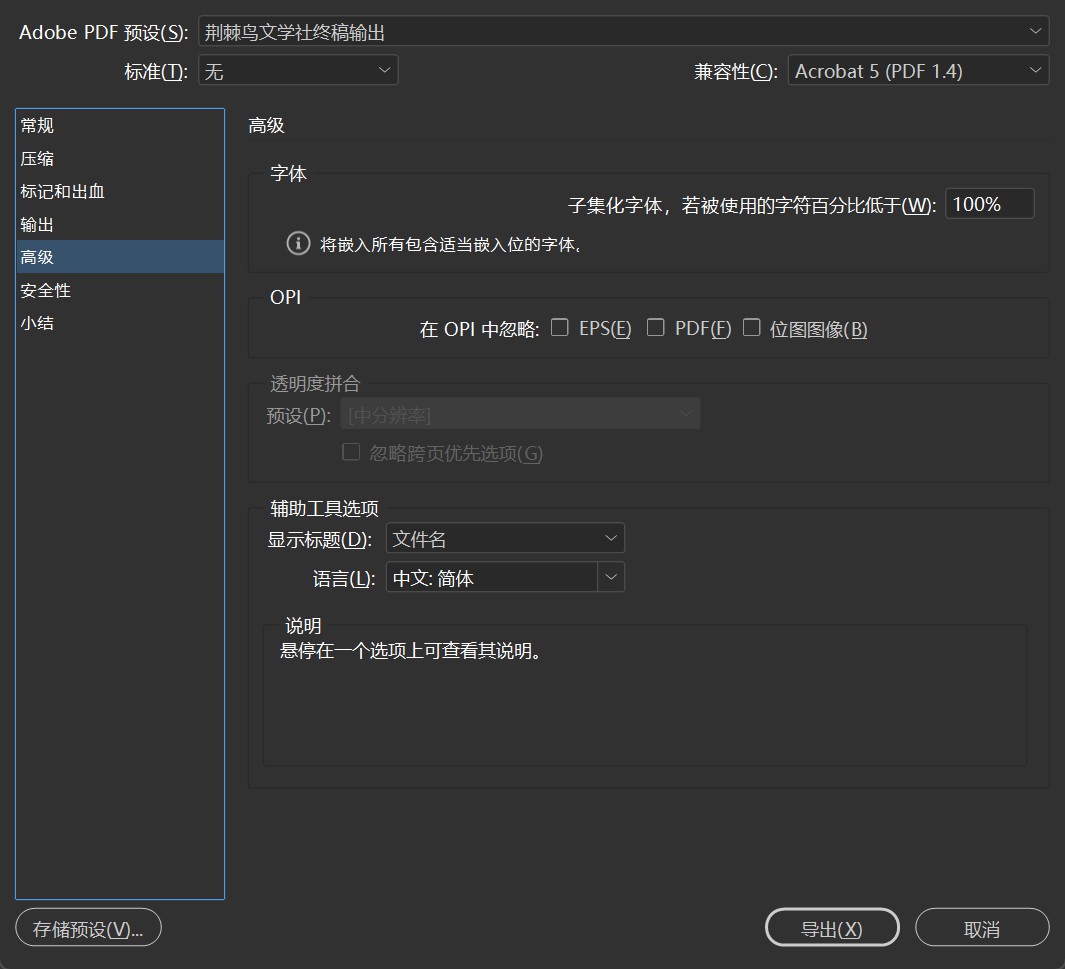 Adobe PDF 预设(S): 荆棘鸟文学社终稿输出
标准(T): 无 兼容性(C): Acrobat 5 (PDF 1.4)
常规
压缩
标记和出血
输出
高级
安全性
小结
高级
字体
子集化字体，若被使用的字符百分比低于(W): 100%
将嵌入所有包含适当嵌入位的字体。
OPI
在 OPI 中忽略: EPS(E) PDF(F) 位图图像(B)
透明度拼合
预设(P): [中分辨率]
忽略跨页优先选项(G)
辅助工具选项
显示标题(D): 文件名
语言(L): 中文: 简体
说明
悬停在一个选项上可查看其说明。
存储预设(V)... 导出(X) 取消